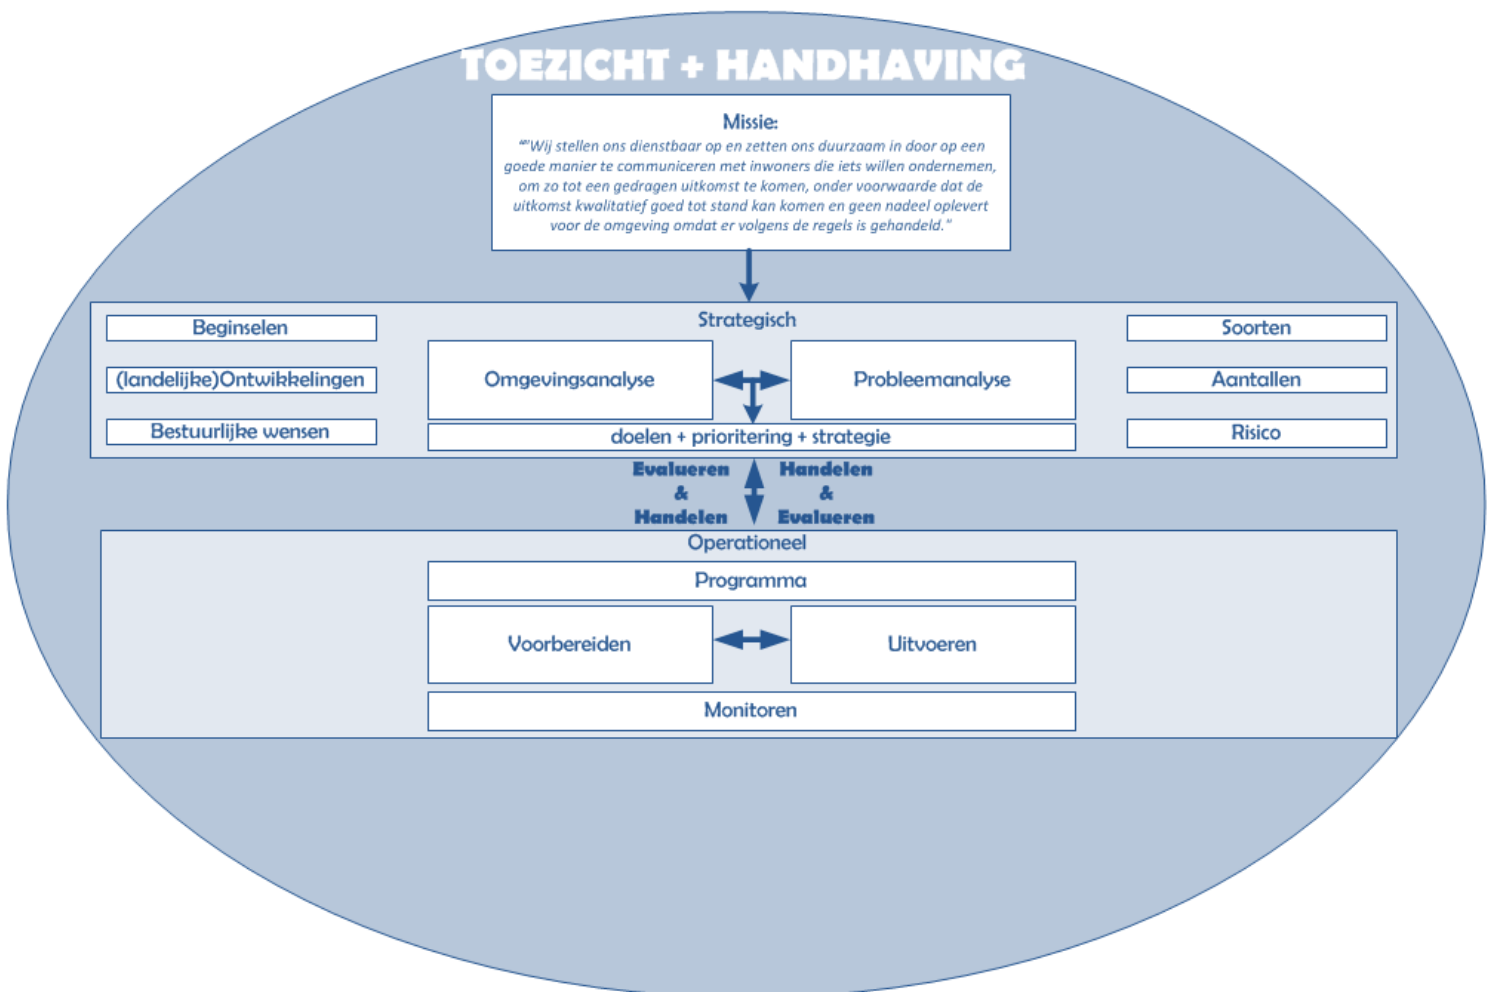 TOEZICHT + HANDHAVING
Missie:
“"Wij stellen ons dienstbaar op en zetten ons duurzaam in door op een
goede manier te communiceren met inwoners die iets willen ondernemen,
om zo tot een gedragen uitkomst te komen, onder voorwaarde dat de
uitkomst kwalitatief goed tot stand kan komen en geen nadeel oplevert
voor de omgeving omdat er volgens de regels is gehandeld."
Strategisch
Beginselen
(landelijke)Ontwikkelingen
Bestuurlijke wensen
Omgevingsanalyse
Probleemanalyse
doelen + prioritering + strategie
Soorten
Aantallen
Risico
Evalueren
&
Handelen
Handelen
&
Evalueren
Operationeel
Programma
Voorbereiden
Uitvoeren
Monitoren